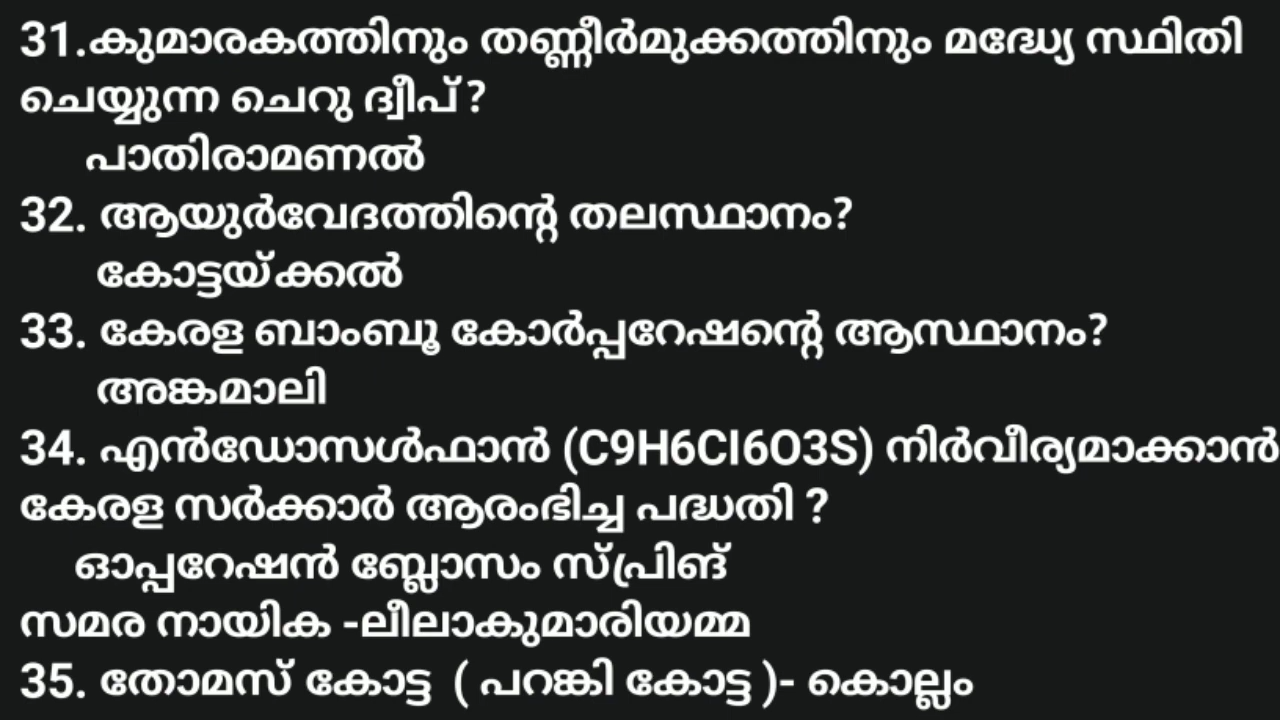 31.കുമാരകത്തിനും തണ്ണീർമുക്കത്തിനും മദ്ധ്യേ സ്ഥിതി
ചെയ്യുന്ന ചെറു ദ്വീപ് ?
പാതിരാമണൽ
32. ആയുർവേദത്തിന്റെ തലസ്ഥാനം?
കോട്ടയ്ക്കൽ
33. കേരള ബാംബൂ കോർപ്പറേഷന്റെ ആസ്ഥാനം?
അങ്കമാലി
34. എൻഡോസൾഫാൻ (C9H6CI6O3S) നിർവീര്യമാക്കാൻ
കേരള സർക്കാർ ആരംഭിച്ച പദ്ധതി ?
ഓപ്പറേഷൻ ബ്ലോസം സ്പ്രിങ്
സമര നായിക -ലീലാകുമാരിയമ്മ
35. തോമസ് കോട്ട ( പറങ്കി കോട്ട )- കൊല്ലം